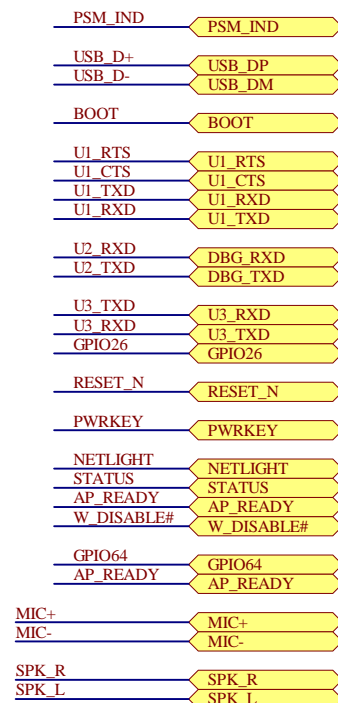 PSM_IND PSM_IND
USB_D+ USB_DP
USB_D- USB_DM
BOOT BOOT
U1_RTS U1_RTS
U1_CTS U1_CTS
U1_TXD U1_RXD
U1_RXD U1_TXD
U2_RXD DBG_RXD
U2_TXD DBG_TXD
U3_TXD U3_RXD
U3_RXD U3_TXD
GPIO26 GPIO26
RESET_N RESET_N
PWRKEY PWRKEY
NETLIGHT NETLIGHT
STATUS STATUS
AP_READY AP_READY
W_DISABLE# W_DISABLE#
GPIO64 GPIO64
AP_READY AP_READY
MIC+ MIC+
MIC- MIC-
SPK_R SPK_R
SPK_L SPK_L